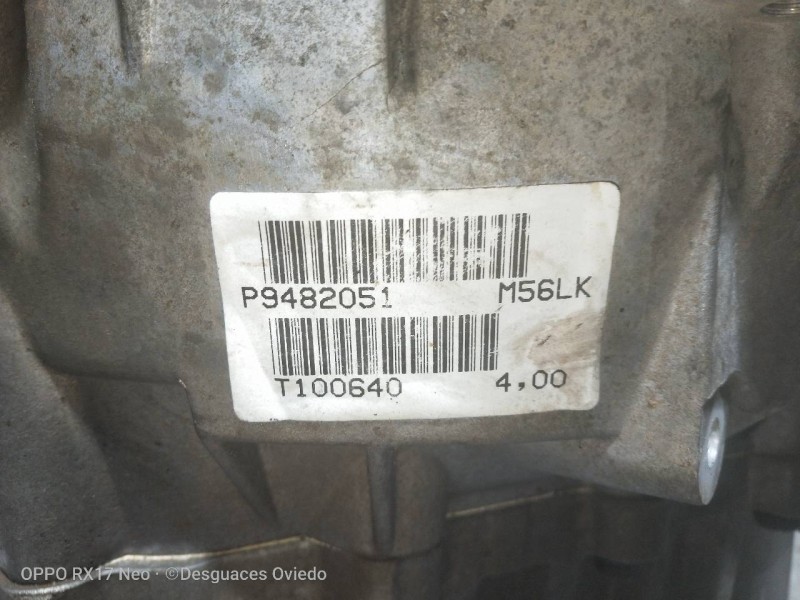 P9482051 M56LK
T100640 4,00
OPPO RX17 Neo · ©Desguaces Oviedo